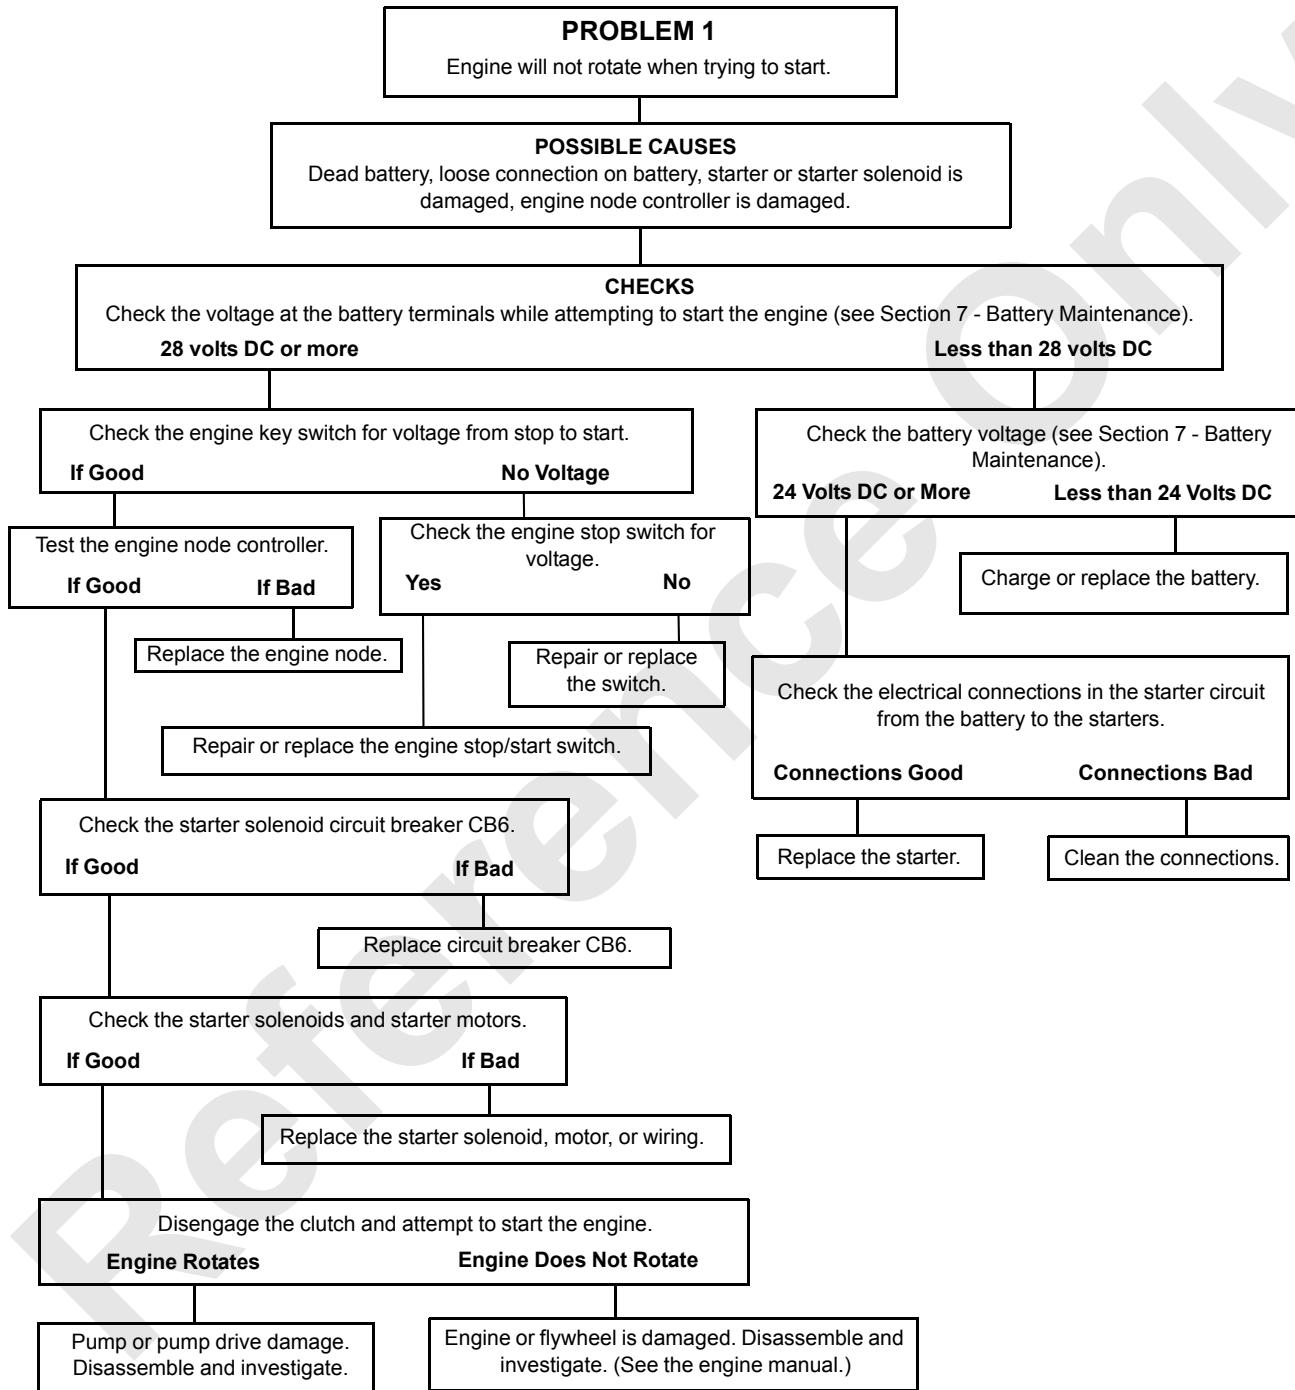 PROBLEM 1
Engine will not rotate when trying to start.
POSSIBLE CAUSES
Dead battery, loose connection on battery, starter or starter solenoid is
damaged, engine node controller is damaged.
CHECKS
Check the voltage at the battery terminals while attempting to start the engine (see Section 7 - Battery Maintenance).
28 volts DC or more
Less than 28 volts DC
Check the engine key switch for voltage from stop to start.
If Good
No Voltage
Check the battery voltage (see Section 7 - Battery
Maintenance).
24 Volts DC or More
Less than 24 Volts DC
Test the engine node controller.
If Good
If Bad
Check the engine stop switch for
voltage.
Yes
No
Charge or replace the battery.
Replace the engine node.
Repair or replace
the switch.
Check the electrical connections in the starter circuit
from the battery to the starters.
Connections Good
Connections Bad
Repair or replace the engine stop/start switch.
Check the starter solenoid circuit breaker CB6.
If Good
If Bad
Replace the starter.
Clean the connections.
Replace circuit breaker CB6.
Check the starter solenoids and starter motors.
If Good
If Bad
Replace the starter solenoid, motor, or wiring.
Disengage the clutch and attempt to start the engine.
Engine Rotates
Engine Does Not Rotate
Pump or pump drive damage.
Disassemble and investigate.
Engine or flywheel is damaged. Disassemble and
investigate. (See the engine manual.)
Reference Only